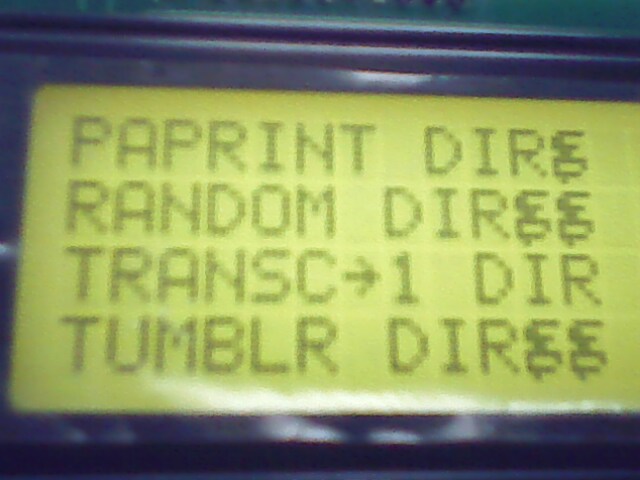 PAPRINT DIR
RANDOM DIR
TRANSC→1 DIR
TUMBLR DIR